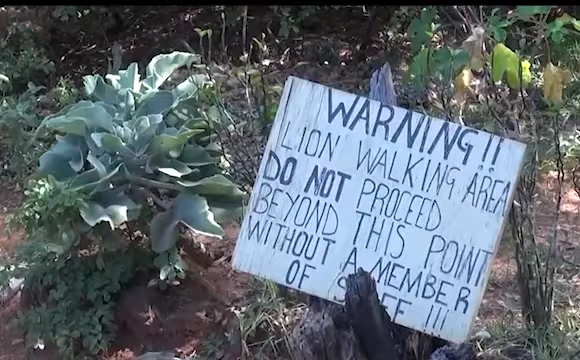 WARNING!!
LION WALKING AREA
DO NOT PROCEED
BEYOND THIS POINT
WITHOUT A MEMBER
OF !!!